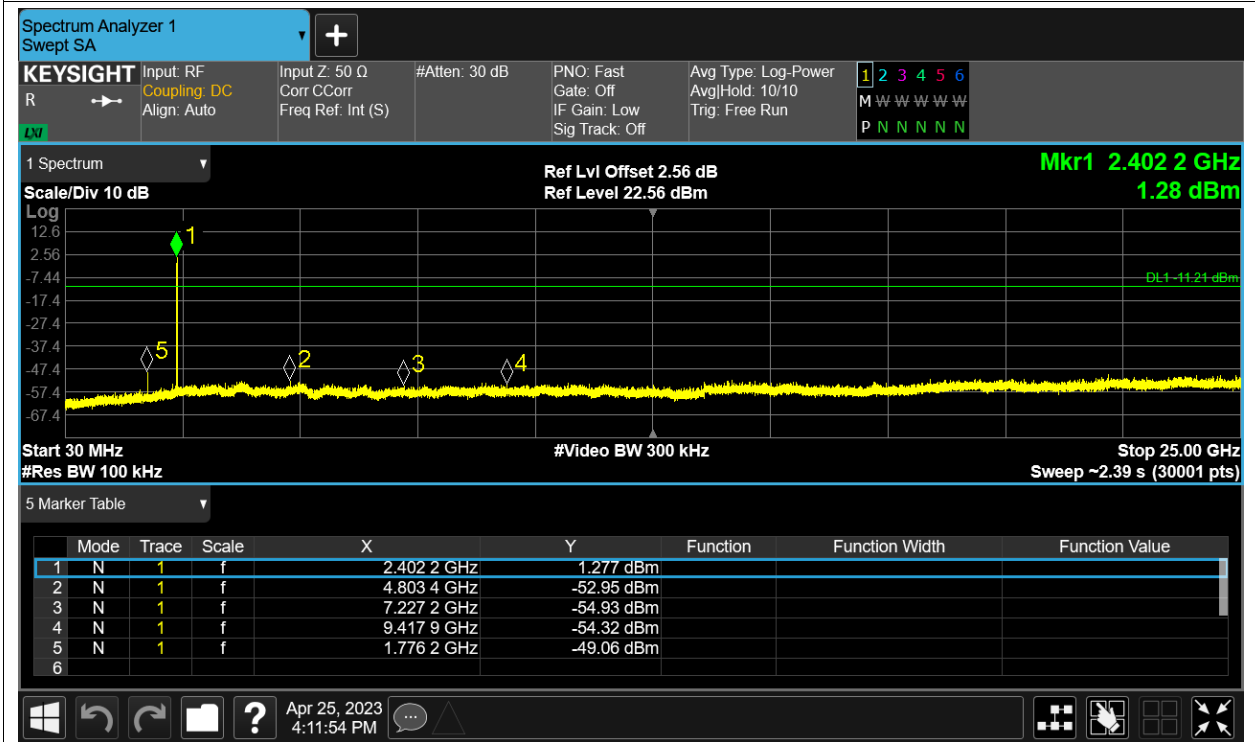 Spectrum Analyzer 1
Swept SA
KEYSIGHT
R
LXI
Input: RF
Coupling: DC
Align: Auto
Input Z: 50 Ω
Corr CCorr
Freq Ref: Int (S)
#Atten: 30 dB
PNO: Fast
Gate: Off
IF Gain: Low
Sig Track: Off
Avg Type: Log-Power
Avg|Hold: 10/10
Trig: Free Run
1 2 3 4 5 6
M W W W W W
P N N N N N
1 Spectrum
Scale/Div 10 dB
Ref Lvl Offset 2.56 dB
Ref Level 22.56 dBm
Mkr1 2.402 2 GHz
1.28 dBm
Log
12.6
2.56
-7.44
-17.4
-27.4
-37.4
-47.4
-57.4
-67.4
1
DL1 -11.21 dBm
5
2
3
4
Start 30 MHz
#Res BW 100 kHz
#Video BW 300 kHz
Stop 25.00 GHz
Sweep ~2.39 s (30001 pts)
5 Marker Table
Mode Trace Scale X Y Function Function Width Function Value
1 N 1 f 2.402 2 GHz 1.277 dBm
2 N 1 f 4.803 4 GHz -52.95 dBm
3 N 1 f 7.227 2 GHz -54.93 dBm
4 N 1 f 9.417 9 GHz -54.32 dBm
5 N 1 f 1.776 2 GHz -49.06 dBm
6
?
Apr 25, 2023
4:11:54 PM